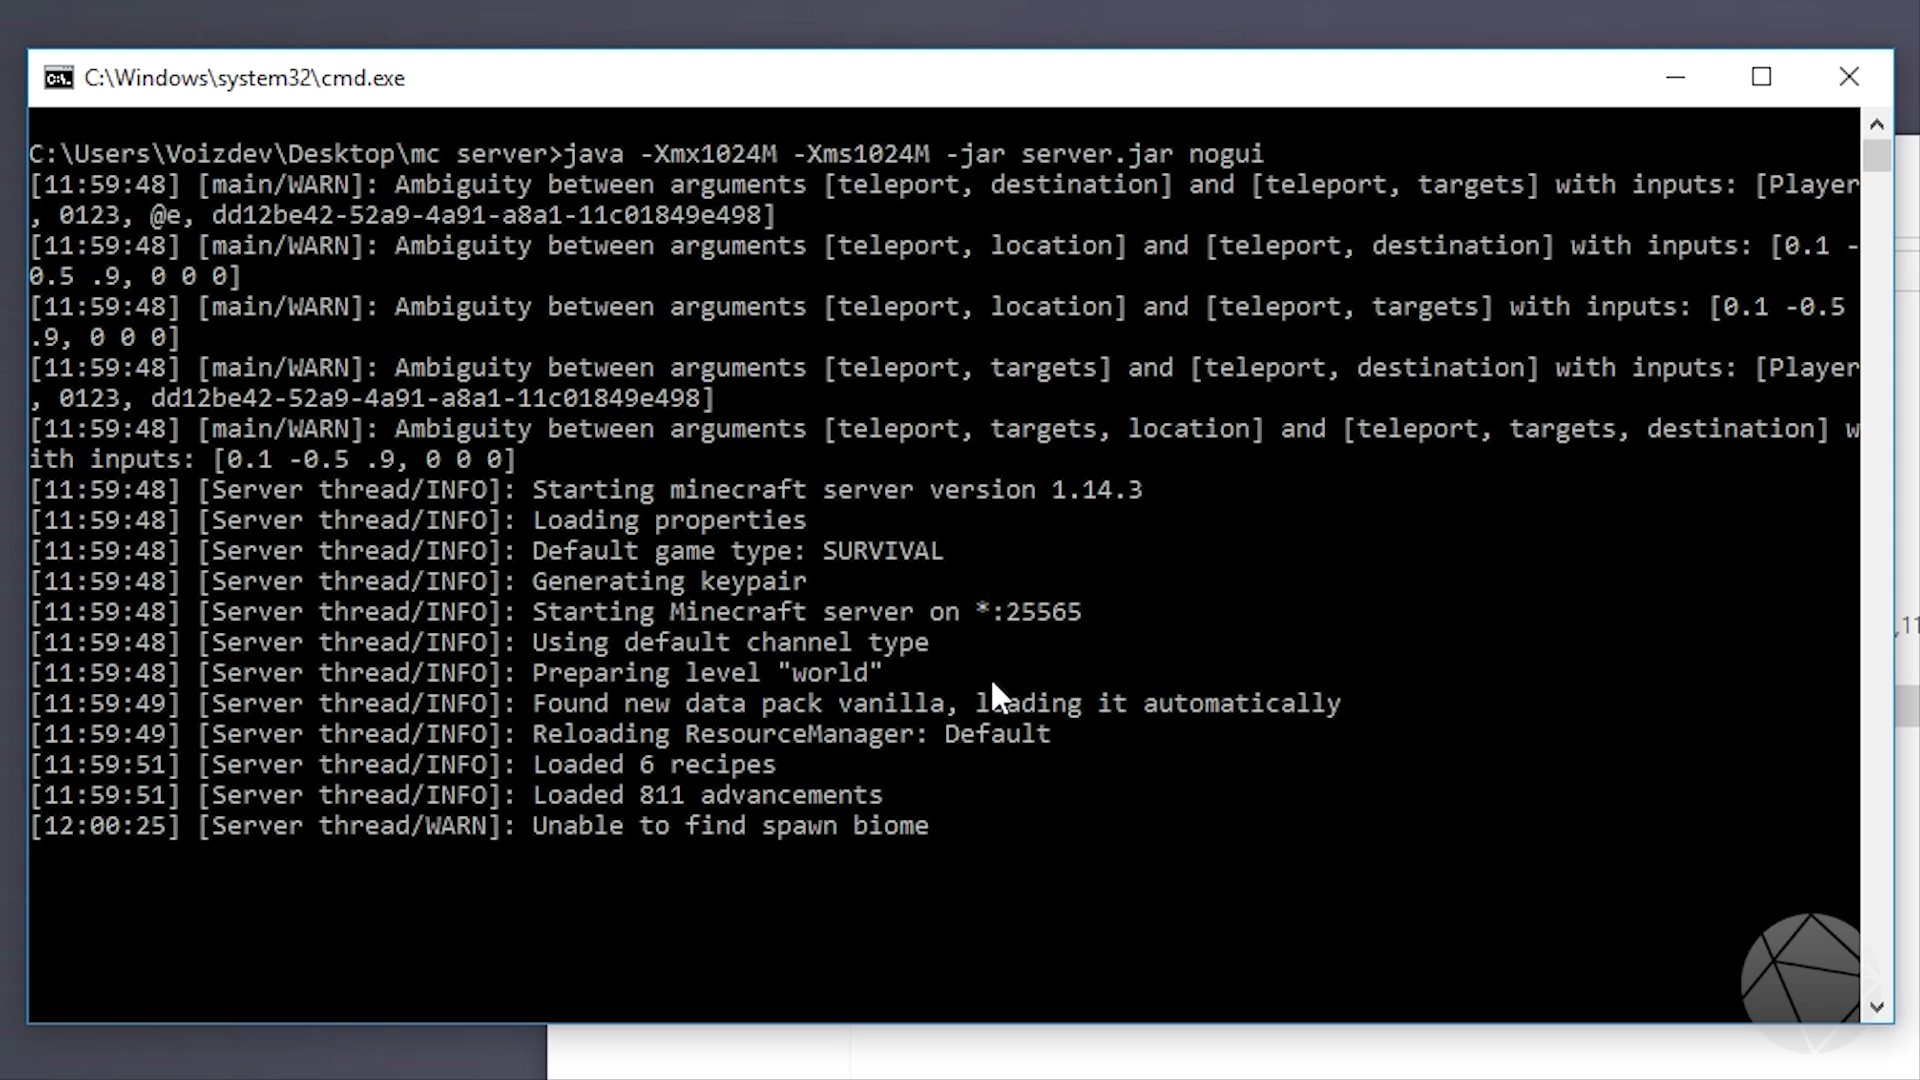 C:\Windows\system32\cmd.exe
C:\Users\Voizdev\Desktop\mc server>java -Xmx1024M -Xms1024M -jar server.jar nogui
[11:59:48] [main/WARN]: Ambiguity between arguments [teleport, destination] and [teleport, targets] with inputs: [Player
, 0123, @e, dd12be42-52a9-4a91-a8a1-11c01849e498]
[11:59:48] [main/WARN]: Ambiguity between arguments [teleport, location] and [teleport, destination] with inputs: [0.1 -
0.5 .9, 0 0 0]
[11:59:48] [main/WARN]: Ambiguity between arguments [teleport, location] and [teleport, targets] with inputs: [0.1 -0.5
.9, 0 0 0]
[11:59:48] [main/WARN]: Ambiguity between arguments [teleport, targets] and [teleport, destination] with inputs: [Player
, 0123, dd12be42-52a9-4a91-a8a1-11c01849e498]
[11:59:48] [main/WARN]: Ambiguity between arguments [teleport, targets, location] and [teleport, targets, destination] w
ith inputs: [0.1 -0.5 .9, 0 0 0]
[11:59:48] [Server thread/INFO]: Starting minecraft server version 1.14.3
[11:59:48] [Server thread/INFO]: Loading properties
[11:59:48] [Server thread/INFO]: Default game type: SURVIVAL
[11:59:48] [Server thread/INFO]: Generating keypair
[11:59:48] [Server thread/INFO]: Starting Minecraft server on *:25565
[11:59:48] [Server thread/INFO]: Using default channel type
[11:59:48] [Server thread/INFO]: Preparing level "world"
[11:59:49] [Server thread/INFO]: Found new data pack vanilla, loading it automatically
[11:59:49] [Server thread/INFO]: Reloading ResourceManager: Default
[11:59:51] [Server thread/INFO]: Loaded 6 recipes
[11:59:51] [Server thread/INFO]: Loaded 811 advancements
[12:00:25] [Server thread/WARN]: Unable to find spawn biome